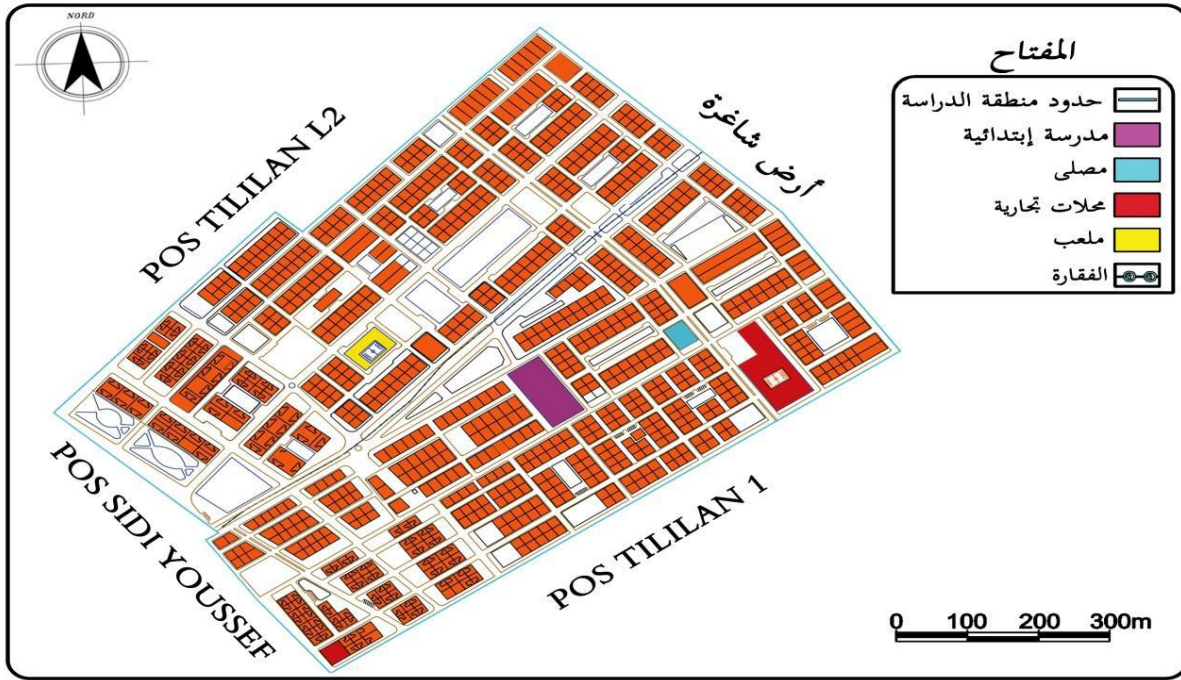 NORD
المفتاح
حدود منطقة الدراسة
مدرسة إبتدائية
مصلى
محلات تجارية
ملعب
الفقارة
أرض شاغرة
POS TILILAN L2
POS SIDI YOUSSEF
POS TILILAN 1
0 100 200 300m